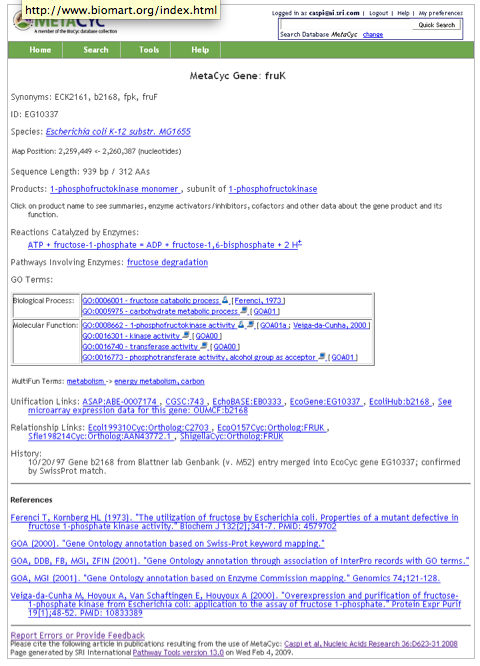 http://www.biomart.org/index.html
METACYC
A member of the BioCyc database collection
Logged in as caspi@ai.sri.com | Logout | Help | My preferences
Quick Search
Search Database MetaCyc change
Home Search Tools Help
MetaCyc Gene: fruK
Synonyms: ECK2161, b2168, fpk, fruF
ID: EG10337
Species: Escherichia coli K-12 substr. MG1655
Map Position: 2,259,449 <- 2,260,387 (nucleotides)
Sequence Length: 939 bp / 312 AAs
Products: 1-phosphofructokinase monomer , subunit of 1-phosphofructokinase
Click on product name to see summaries, enzyme activators/inhibitors, cofactors and other data about the gene product and its
function.
Reactions Catalyzed by Enzymes:
ATP + fructose-1-phosphate = ADP + fructose-1,6-bisphosphate + 2 H+
Pathways Involving Enzymes: fructose degradation
GO Terms:
Biological Process: GO:0006001 - fructose catabolic process [ Ferenci, 1973 ]
GO:0005975 - carbohydrate metabolic process [ GOA01 ]
Molecular Function: GO:0008662 - 1-phosphofructokinase activity [ GOA01a ; Veiga-da-Cunha, 2000 ]
GO:0016301 - kinase activity [ GOA00 ]
GO:0016740 - transferase activity [ GOA00 ]
GO:0016773 - phosphotransferase activity, alcohol group as acceptor [ GOA01 ]
MultiFun Terms: metabolism -> energy metabolism, carbon
Unification Links: ASAP:ABE-0007174 , CGSC:743 , EchoBASE:EB0333 , EcoGene:EG10337 , EcoliHub:b2168 , See
microarray expression data for this gene: OUMCF:b2168
Relationship Links: Ecol199310Cyc:Ortholog:C2703 , EcoO157Cyc:Ortholog:FRUK ,
Sfle198214Cyc:Ortholog:AAN43772.1 , ShigellaCyc:Ortholog:FRUK
History:
10/20/97 Gene b2168 from Blattner lab Genbank (v. M52) entry merged into EcoCyc gene EG10337; confirmed
by SwissProt match.
References
Ferenci T, Kornberg HL (1973). "The utilization of fructose by Escherichia coli. Properties of a mutant defective in
fructose 1-phosphate kinase activity." Biochem J 132(2);341-7. PMID: 4579702
GOA (2000). "Gene Ontology annotation based on Swiss-Prot keyword mapping."
GOA, DDB, FB, MGI, ZFIN (2001). "Gene Ontology annotation through association of InterPro records with GO terms."
GOA, MGI (2001). "Gene Ontology annotation based on Enzyme Commission mapping." Genomics 74;121-128.
Veiga-da-Cunha M, Hoyoux A, Van Schaftingen E, Houyoux A (2000). "Overexpression and purification of fructose-
1-phosphate kinase from Escherichia coli: application to the assay of fructose 1-phosphate." Protein Expr Purif
19(1);48-52. PMID: 10833389
Report Errors or Provide Feedback
Please cite the following article in publications resulting from the use of MetaCyc: Caspi et al, Nucleic Acids Research 36:D623-31 2008
Page generated by SRI International Pathway Tools version 13.0 on Wed Feb 4, 2009.